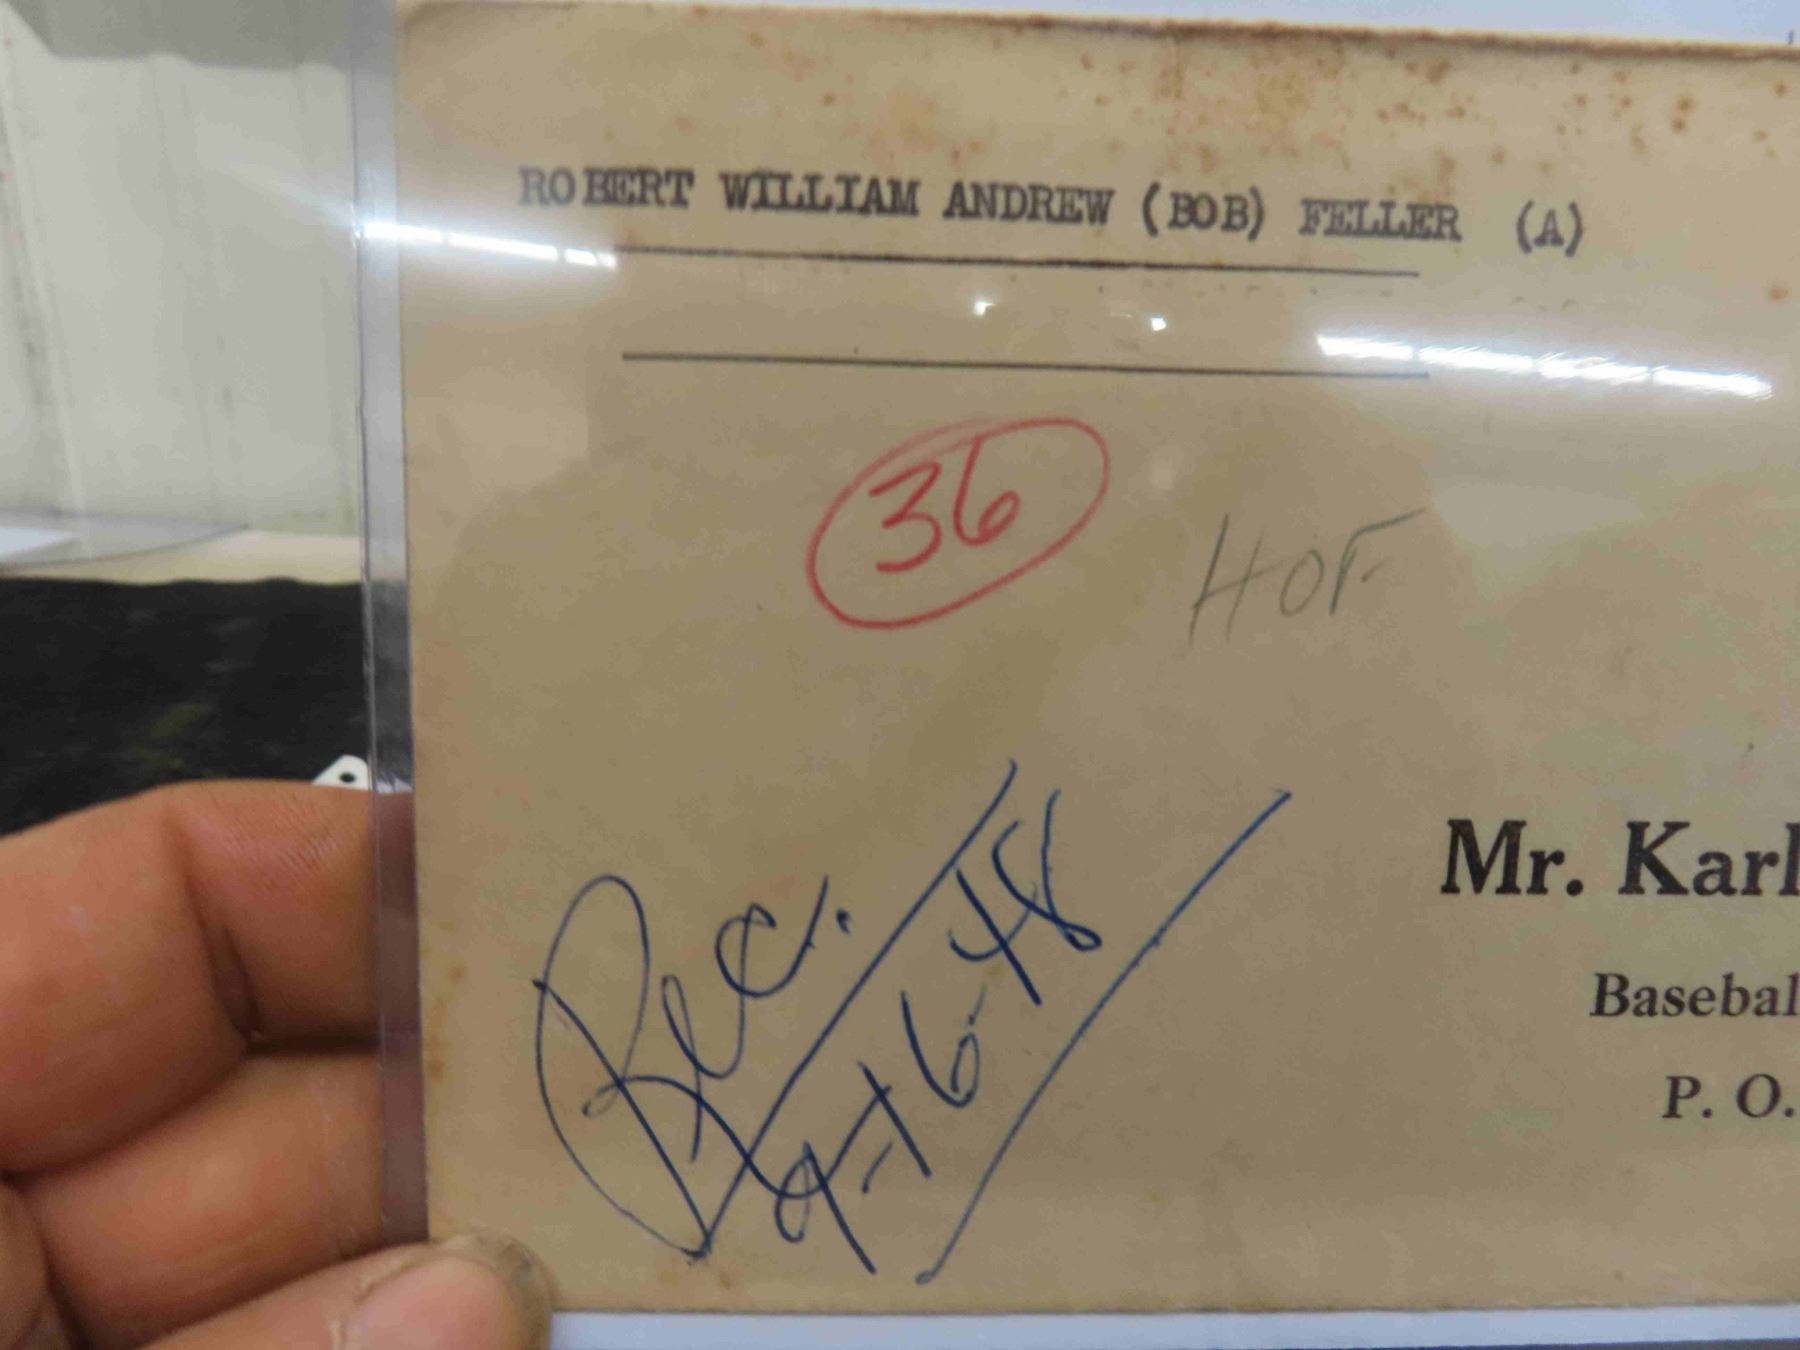 ROBERT WILLIAM ANDREW (BOB) FELLER (A)
36
HOF
Rec.
9-16-48
Mr. Karl
Basebal
P. O.